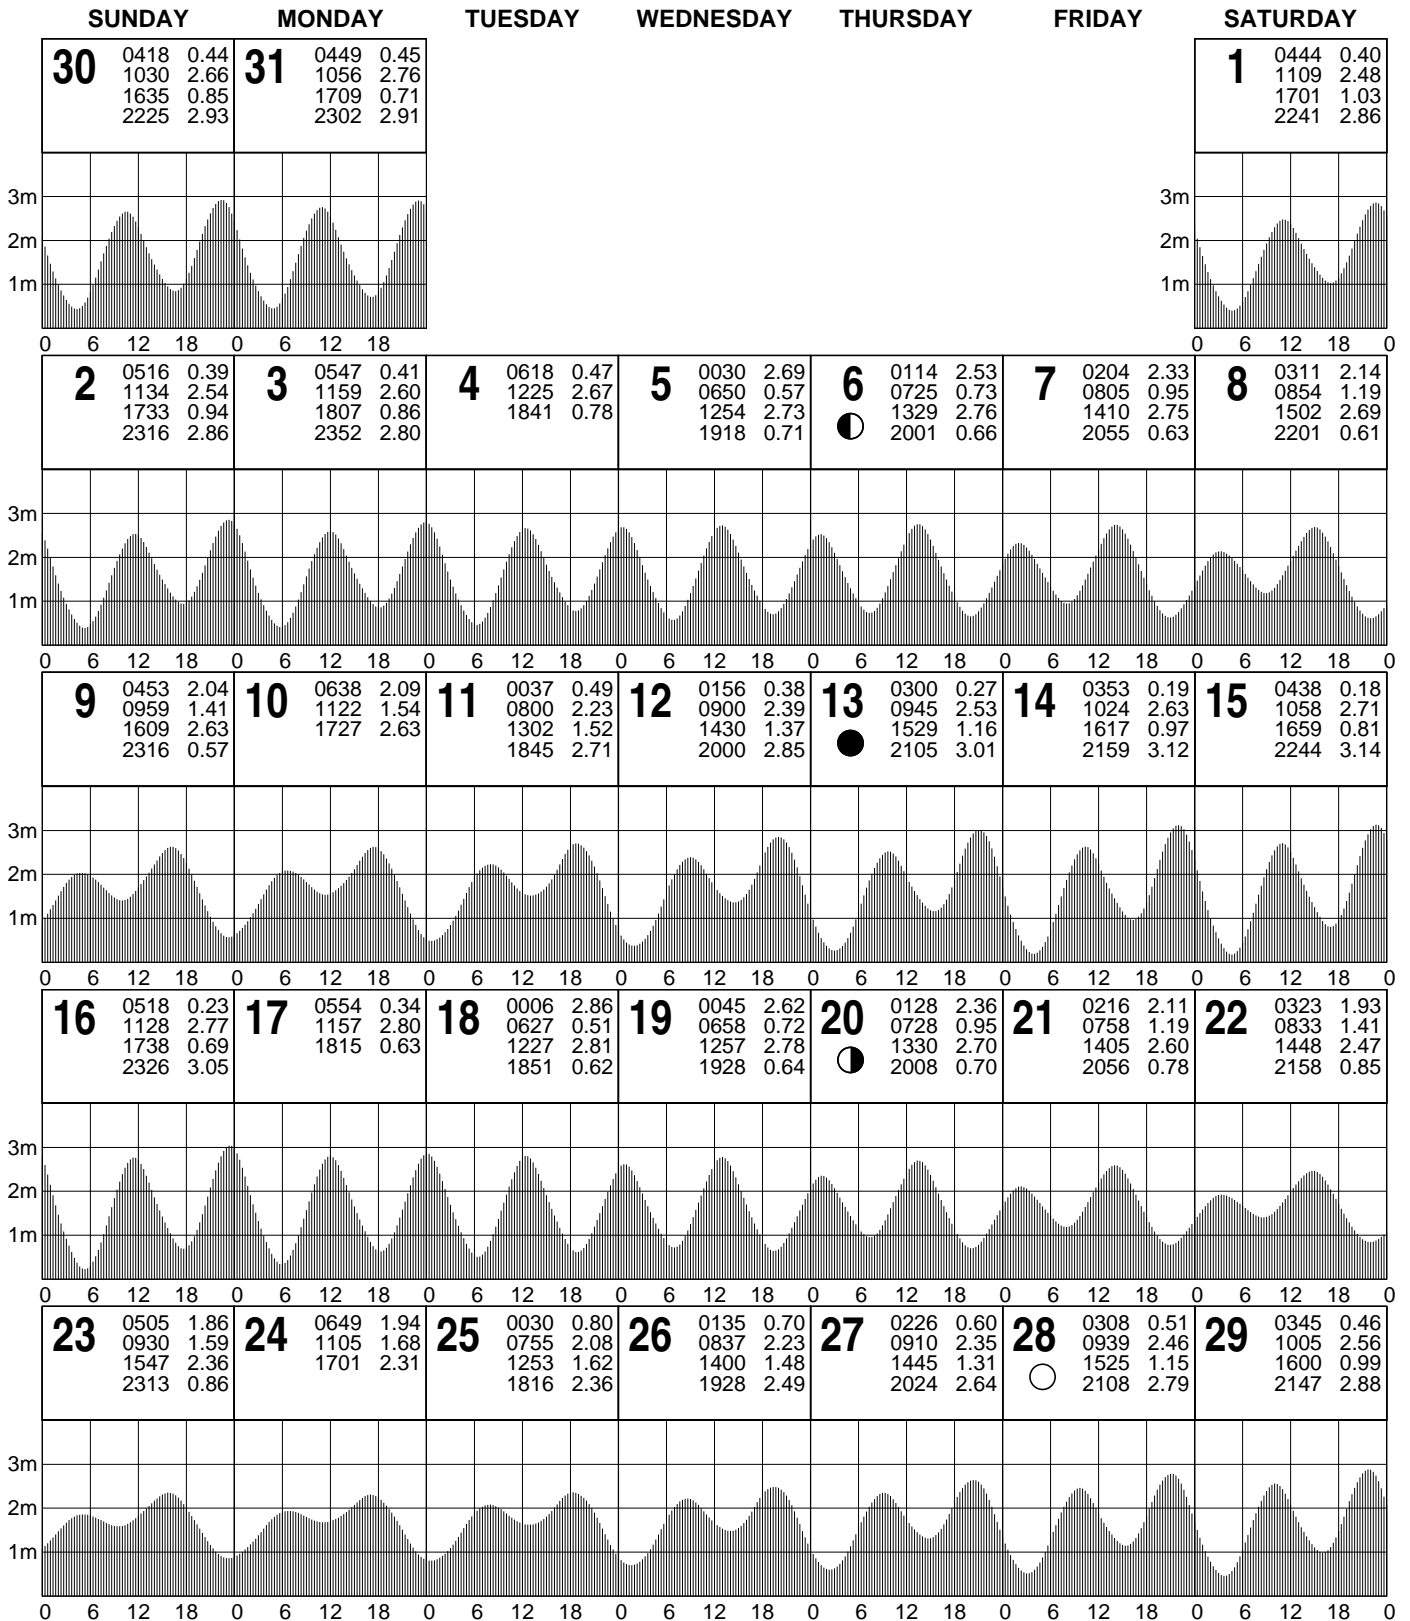 SUNDAY MONDAY TUESDAY WEDNESDAY THURSDAY FRIDAY SATURDAY
30 0418 0.44 31 0449 0.45 1 0444 0.40
1030 2.66 1056 2.76 1109 2.48
1635 0.85 1709 0.71 1701 1.03
2225 2.93 2302 2.91 2241 2.86
3m 3m
2m 2m
1m 1m
0 6 12 18 0 6 12 18 0 6 12 18 0
2 0516 0.39 3 0547 0.41 4 0618 0.47 5 0030 2.69 6 0114 2.53 7 0204 2.33 8 0311 2.14
1134 2.54 1159 2.60 1225 2.67 0650 0.57 0725 0.73 0805 0.95 0854 1.19
1733 0.94 1807 0.86 1841 0.78 1254 2.73 1329 2.76 1410 2.75 1502 2.69
2316 2.86 2352 2.80 1918 0.71 2001 0.66 2055 0.63 2201 0.61
3m
2m
1m
0 6 12 18 0 6 12 18 0 6 12 18 0 6 12 18 0 6 12 18 0 6 12 18 0 6 12 18 0
9 0453 2.04 10 0638 2.09 11 0037 0.49 12 0156 0.38 13 0300 0.27 14 0353 0.19 15 0438 0.18
0959 1.41 1122 1.54 0800 2.23 0900 2.39 0945 2.53 1024 2.63 1058 2.71
1609 2.63 1727 2.63 1302 1.52 1430 1.37 1529 1.16 1617 0.97 1659 0.81
2316 0.57 1845 2.71 2000 2.85 2105 3.01 2159 3.12 2244 3.14
3m
2m
1m
0 6 12 18 0 6 12 18 0 6 12 18 0 6 12 18 0 6 12 18 0 6 12 18 0 6 12 18 0
16 0518 0.23 17 0554 0.34 18 0006 2.86 19 0045 2.62 20 0128 2.36 21 0216 2.11 22 0323 1.93
1128 2.77 1157 2.80 0627 0.51 0658 0.72 0728 0.95 0758 1.19 0833 1.41
1738 0.69 1815 0.63 1227 2.81 1257 2.78 1330 2.70 1405 2.60 1448 2.47
2326 3.05 1851 0.62 1928 0.64 2008 0.70 2056 0.78 2158 0.85
3m
2m
1m
0 6 12 18 0 6 12 18 0 6 12 18 0 6 12 18 0 6 12 18 0 6 12 18 0 6 12 18 0
23 0505 1.86 24 0649 1.94 25 0030 0.80 26 0135 0.70 27 0226 0.60 28 0308 0.51 29 0345 0.46
0930 1.59 1105 1.68 0755 2.08 0837 2.23 0910 2.35 0939 2.46 1005 2.56
1547 2.36 1701 2.31 1253 1.62 1400 1.48 1445 1.31 1525 1.15 1600 0.99
2313 0.86 1816 2.36 1928 2.49 2024 2.64 2108 2.79 2147 2.88
3m
2m
1m
0 6 12 18 0 6 12 18 0 6 12 18 0 6 12 18 0 6 12 18 0 6 12 18 0 6 12 18 0